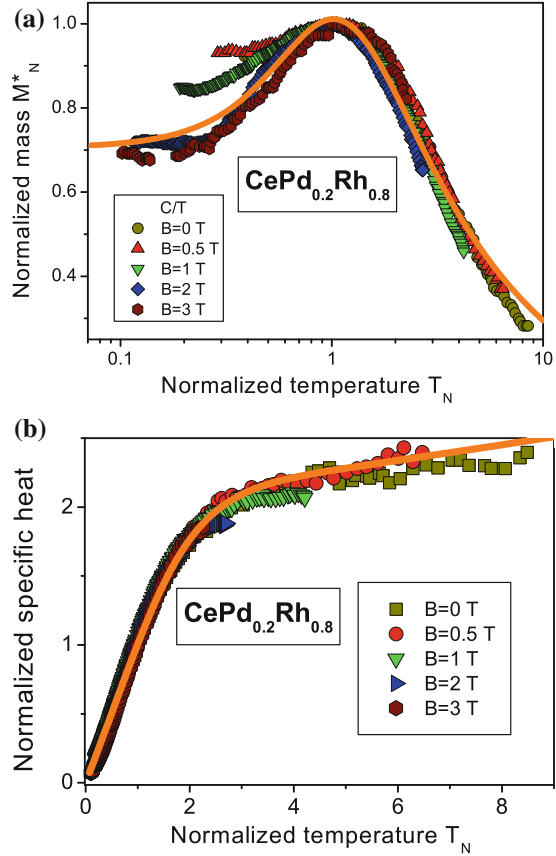 (a)
1.0
0.8
0.6
0.4
Normalized mass M*N
CePd0.2Rh0.8
C/T
B=0 T
B=0.5 T
B=1 T
B=2 T
B=3 T
0.1
1
10
Normalized temperature TN
(b)
2
1
0
Normalized specific heat
CePd0.2Rh0.8
B=0 T
B=0.5 T
B=1 T
B=2 T
B=3 T
0
2
4
6
8
Normalized temperature TN